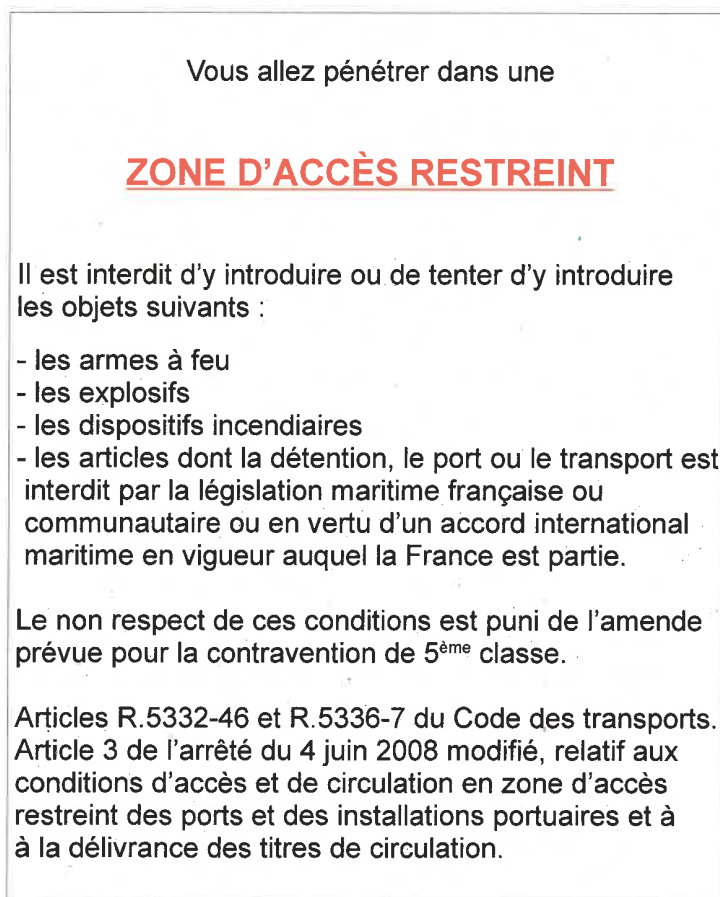 Vous allez pénétrer dans une
ZONE D'ACCÈS RESTREINT
Il est interdit d'y introduire ou de tenter d'y introduire
les objets suivants :
- les armes à feu
- les explosifs
- les dispositifs incendiaires
- les articles dont la détention, le port ou le transport est
interdit par la législation maritime française ou
communautaire ou en vertu d'un accord international
maritime en vigueur auquel la France est partie.
Le non respect de ces conditions est puni de l'amende
prévue pour la contravention de 5ème classe.
Articles R.5332-46 et R.5336-7 du Code des transports.
Article 3 de l'arrêté du 4 juin 2008 modifié, relatif aux
conditions d'accès et de circulation en zone d'accès
restreint des ports et des installations portuaires et à
à la délivrance des titres de circulation.